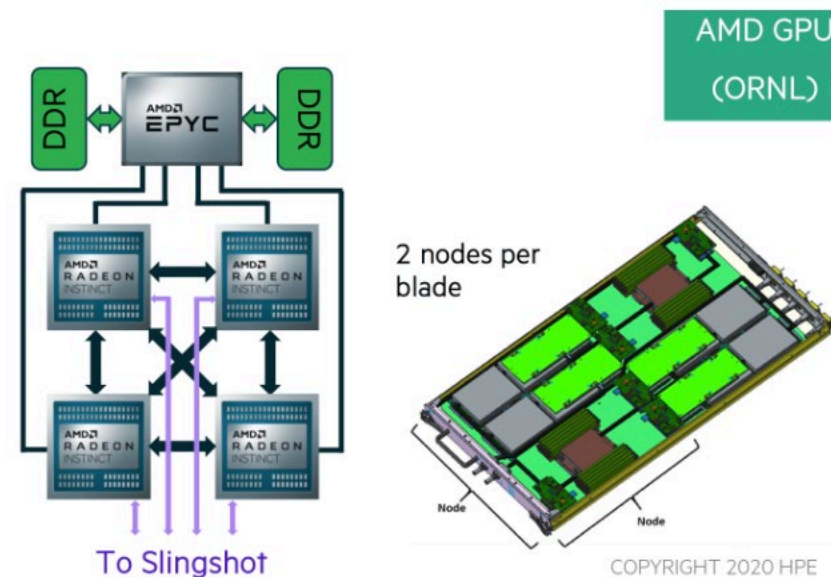 AMD GPU
(ORNL)
DDR
AMD
EPYC
DDR
AMD
RADEON
INSTINCT
AMD
RADEON
INSTINCT
AMD
RADEON
INSTINCT
AMD
RADEON
INSTINCT
To Slingshot
2 nodes per
blade
Node
Node
COPYRIGHT 2020 HPE